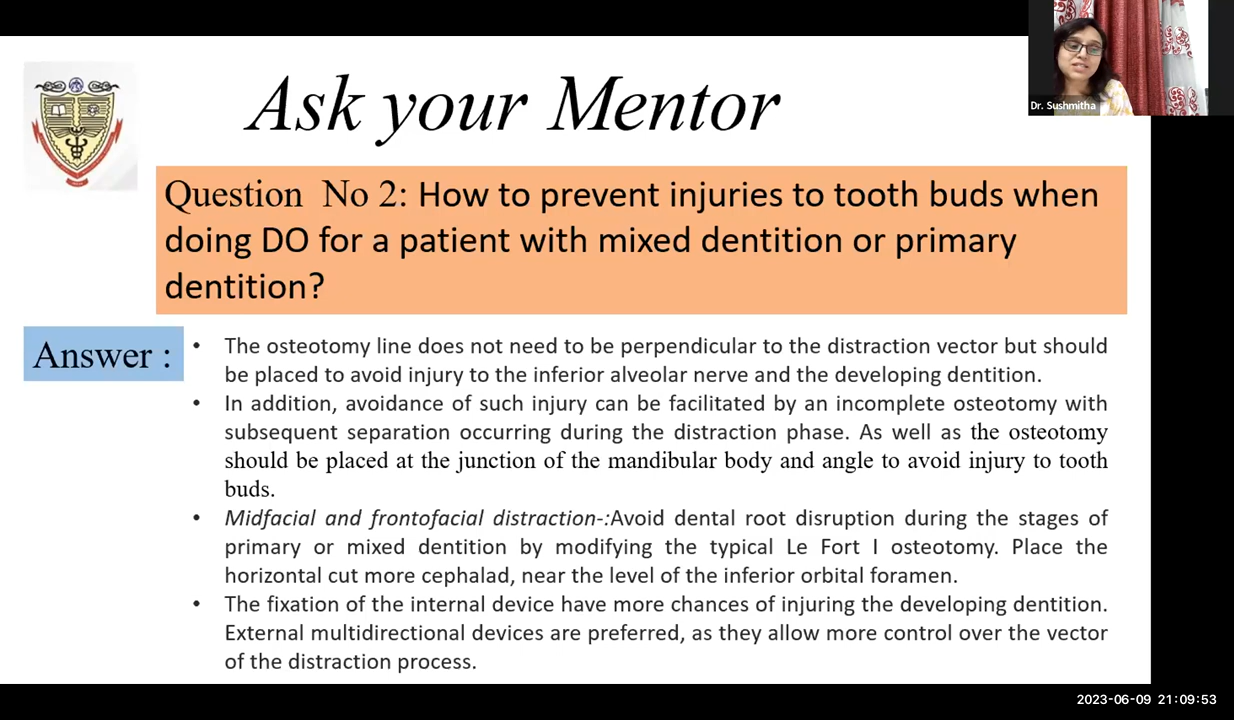 Ask your Mentor
Dr. Sushmitha
Question No 2: How to prevent injuries to tooth buds when
doing DO for a patient with mixed dentition or primary
dentition?
Answer :
• The osteotomy line does not need to be perpendicular to the distraction vector but should
be placed to avoid injury to the inferior alveolar nerve and the developing dentition.
• In addition, avoidance of such injury can be facilitated by an incomplete osteotomy with
subsequent separation occurring during the distraction phase. As well as the osteotomy
should be placed at the junction of the mandibular body and angle to avoid injury to tooth
buds.
• Midfacial and frontofacial distraction-:Avoid dental root disruption during the stages of
primary or mixed dentition by modifying the typical Le Fort I osteotomy. Place the
horizontal cut more cephalad, near the level of the inferior orbital foramen.
• The fixation of the internal device have more chances of injuring the developing dentition.
External multidirectional devices are preferred, as they allow more control over the vector
of the distraction process.
2023-06-09 21:09:53